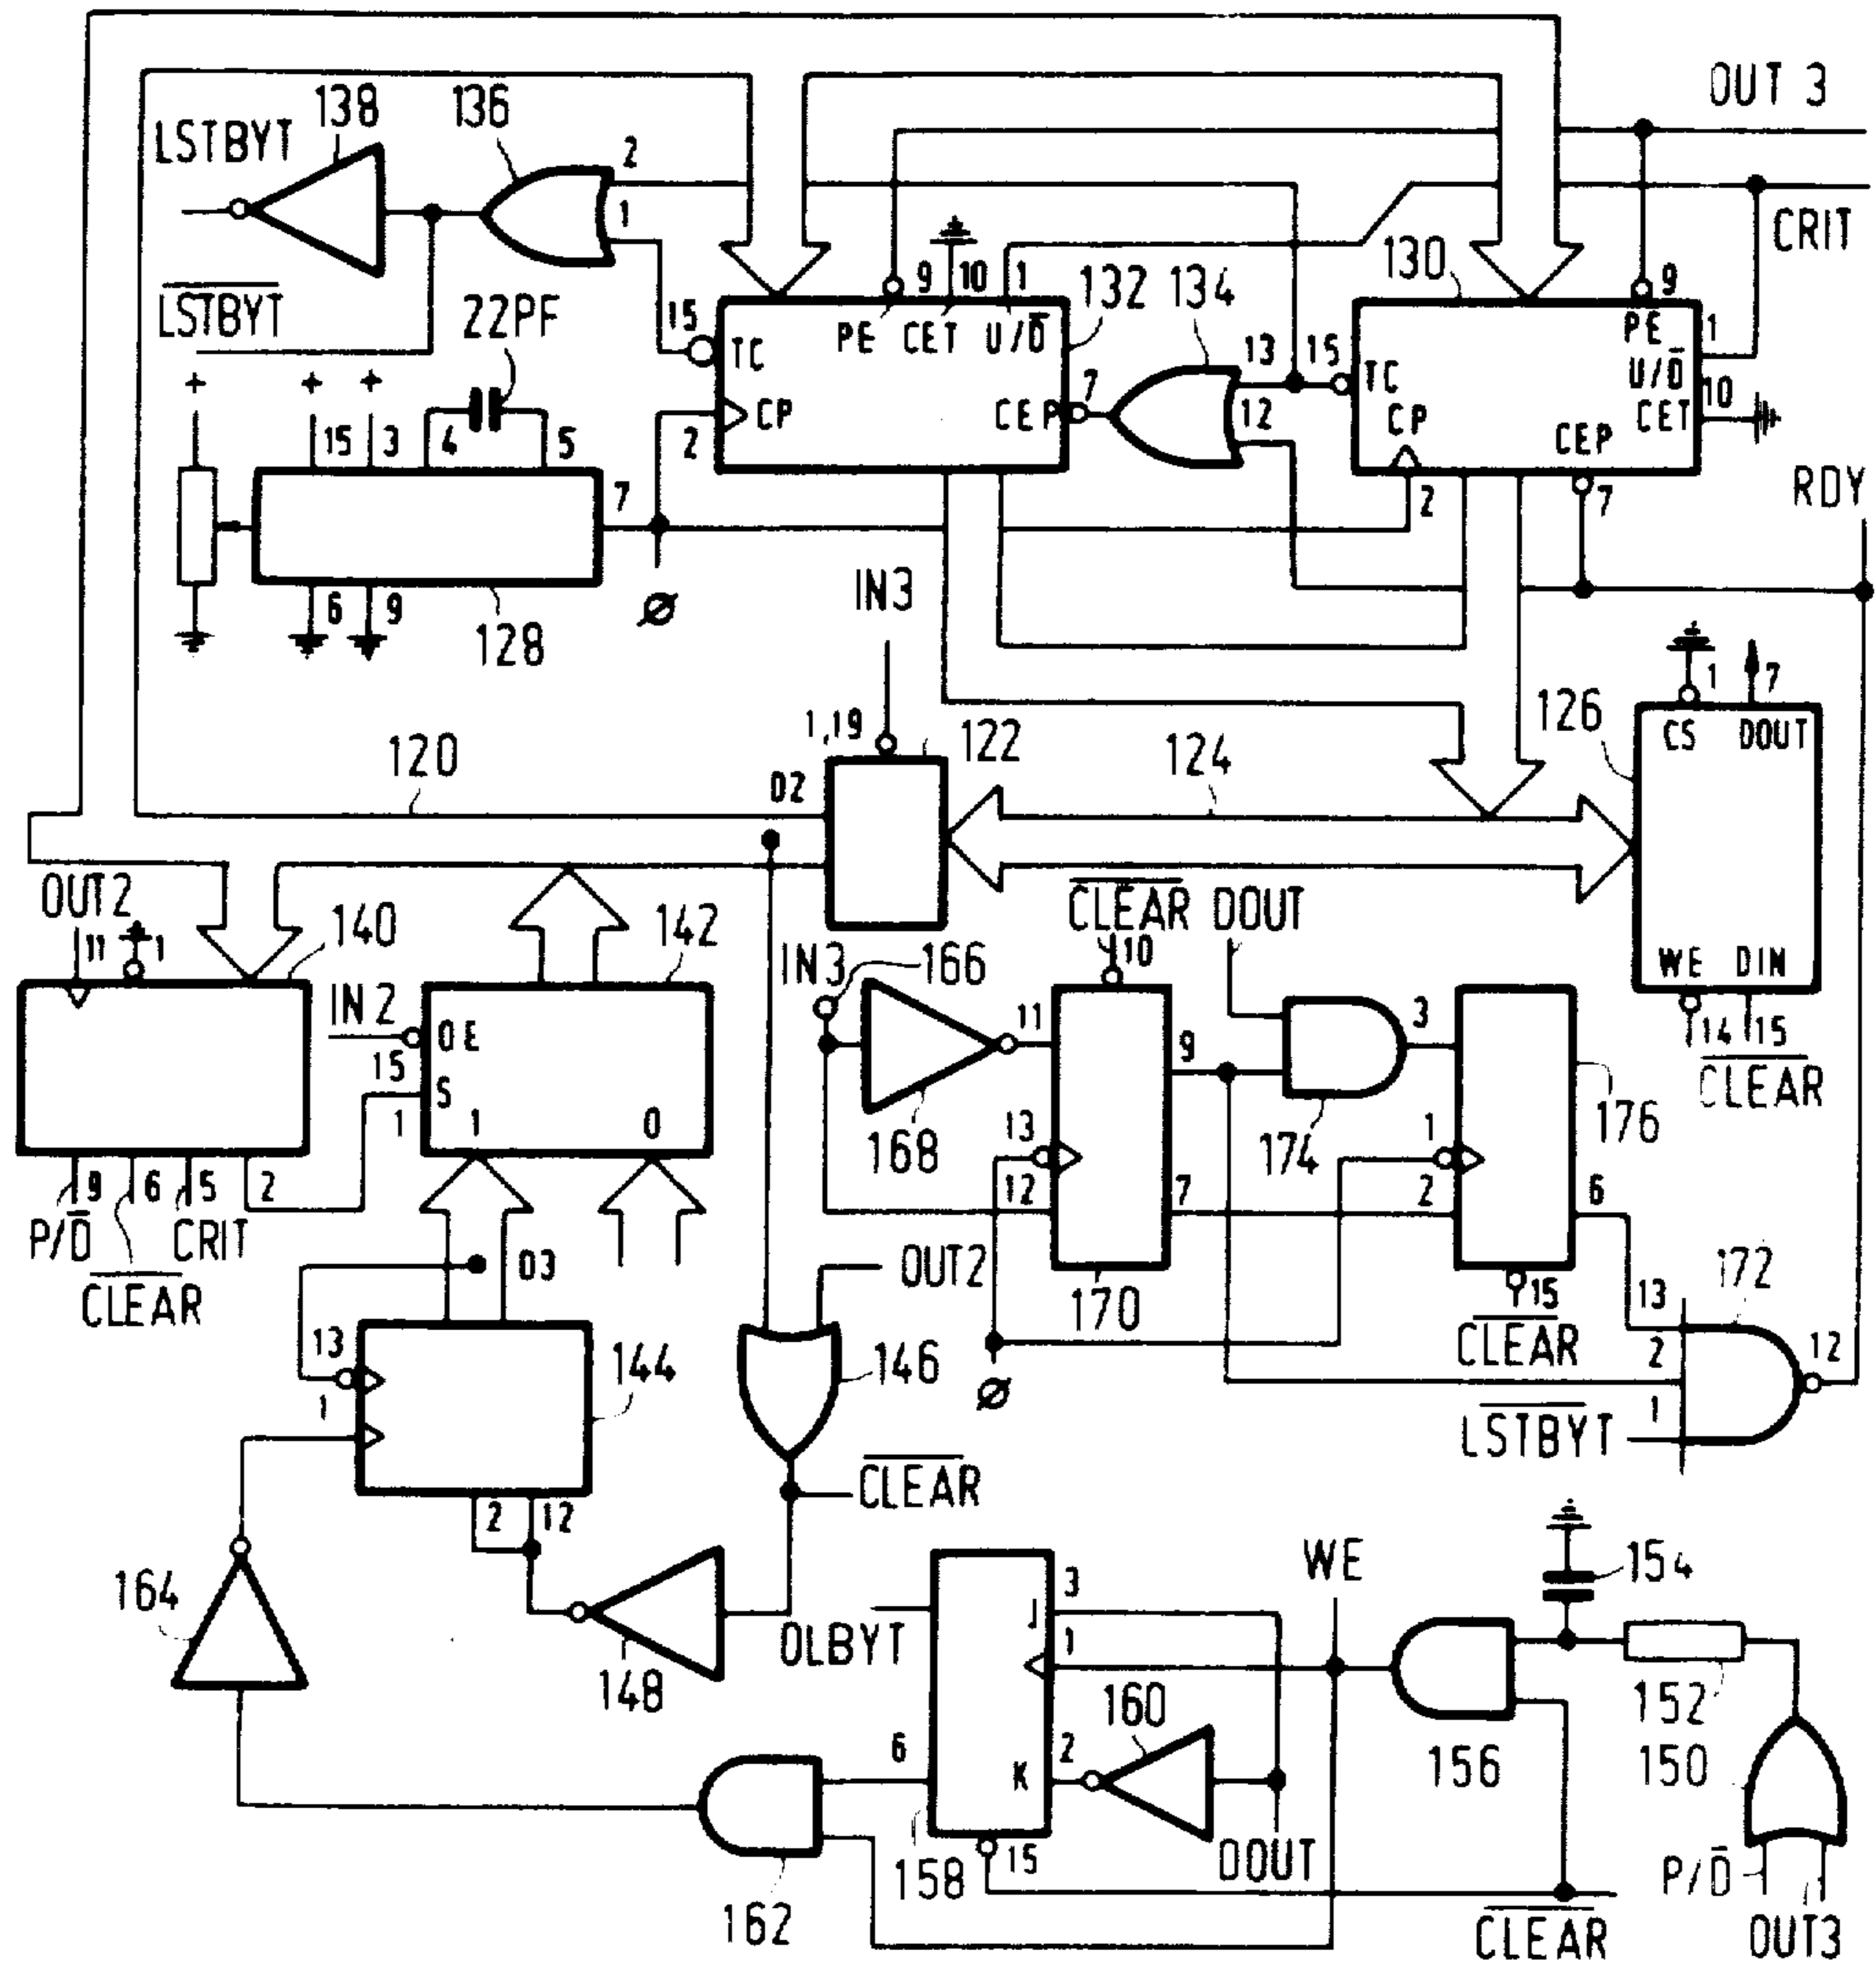 OUT 3
138
136
LSTBYT
2
1
CRIT
130
9
10
1
132
134
9
LSTBYT
22PF
15
PE
CET
U/D
TC
13
15
PE
1
TC
U/D
7
10
+
+
+
CP
CEP
12
CP
CET
CEP
15
3
4
5
2
7
2
7
RDY
6
9
128
Ø
IN3
1
7
126
CS
DOUT
1,19
122
120
02
124
OUT2
11
1
140
142
CLEAR
DOUT
10
IN3
166
WE
DIN
IN2
OE
11
3
14
15
15
9
CLEAR
S
1
1
0
13
168
174
1
176
9
6
5
2
12
7
2
6
P/D
CRIT
03
OUT2
CLEAR
170
15
13
172
13
144
146
CLEAR
2
12
1
Ø
1
LSTBYT
2
12
CLEAR
WE
154
164
3
OLBYT
J
1
148
160
152
6
2
156
150
K
158
15
DOUT
162
P/D
CLEAR
OUT3